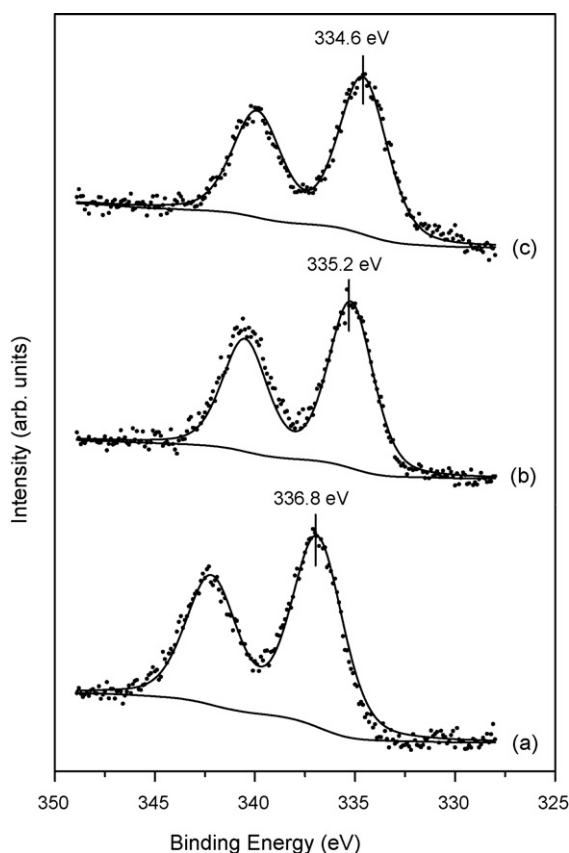 334.6 eV
(c)
335.2 eV
(b)
336.8 eV
(a)
Intensity (arb. units)
350 345 340 335 330 325
Binding Energy (eV)